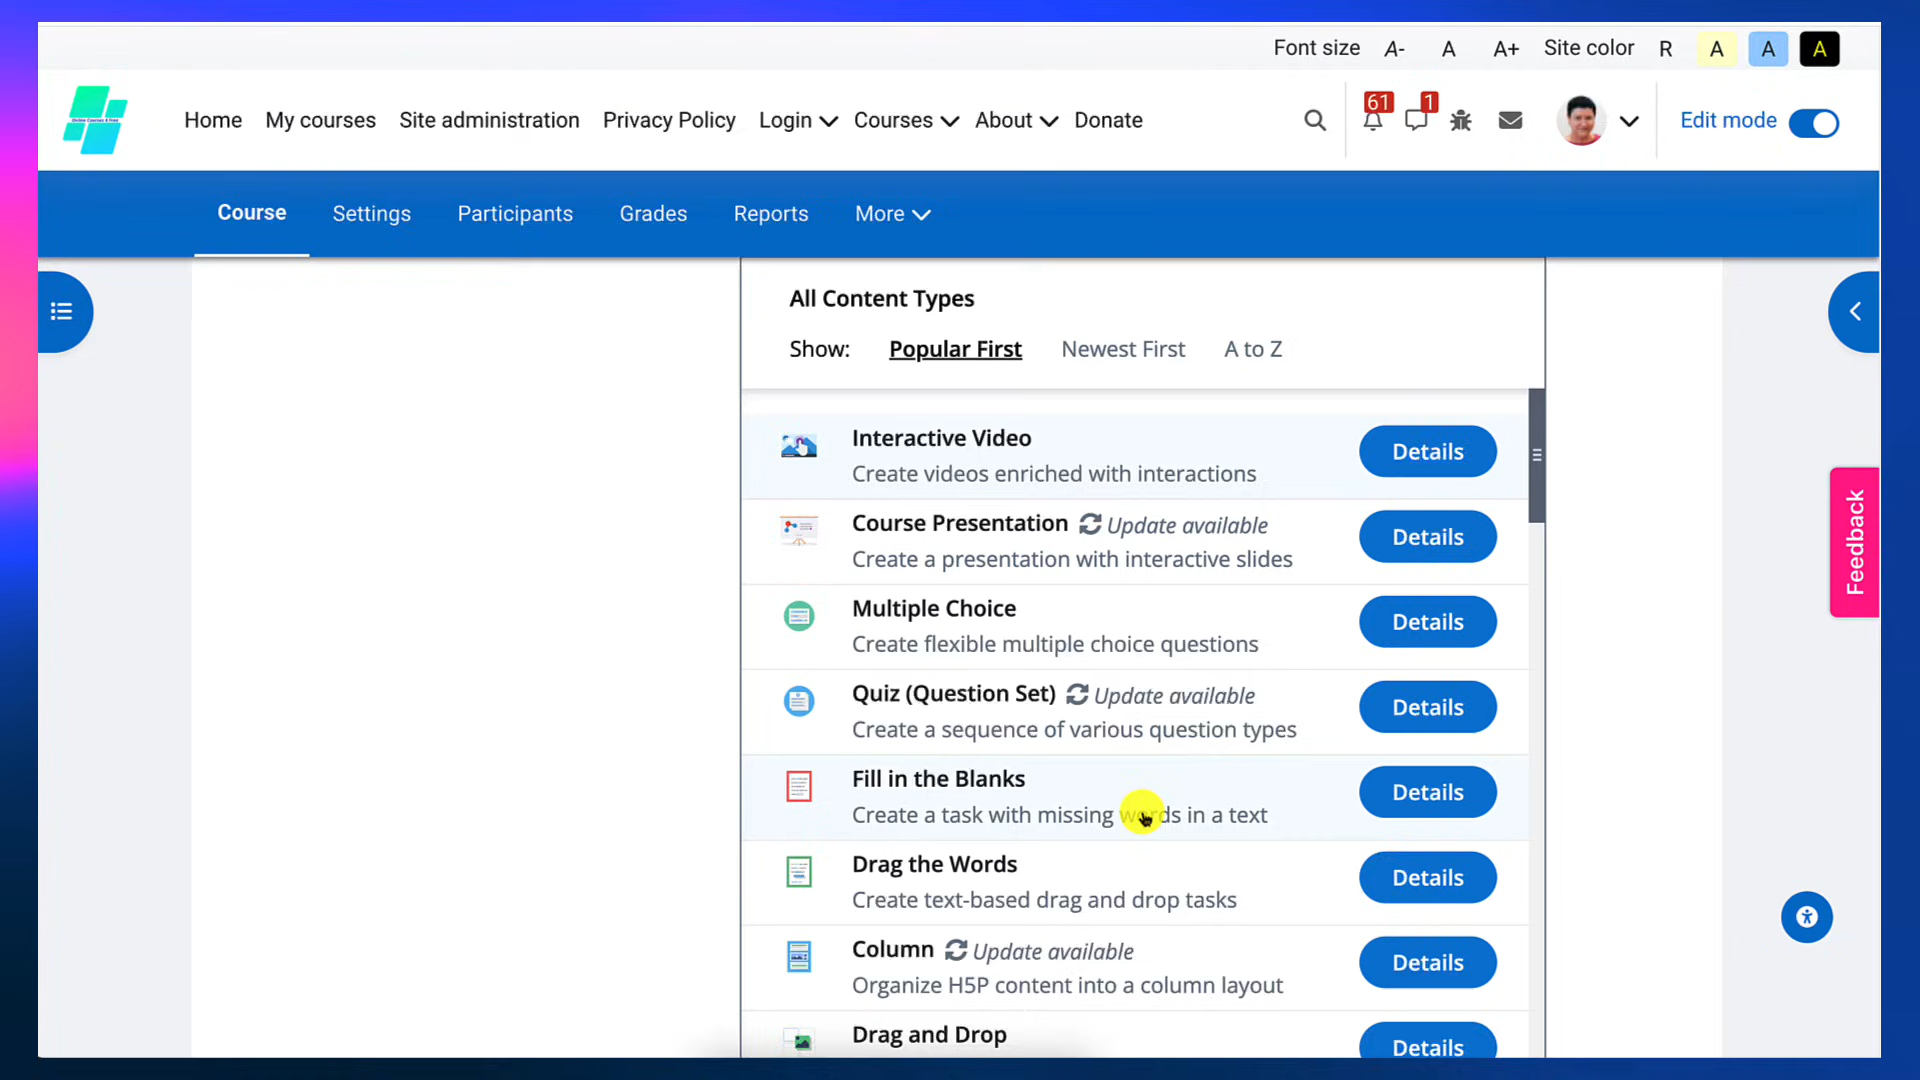 Font size A- A A+ Site color R A A A
Home My courses Site administration Privacy Policy Login Courses About Donate 61 1 Edit mode
Course Settings Participants Grades Reports More
All Content Types
Show: Popular First Newest First A to Z
Interactive Video
Create videos enriched with interactions
Details
Course Presentation Update available
Create a presentation with interactive slides
Details
Multiple Choice
Create flexible multiple choice questions
Details
Quiz (Question Set) Update available
Create a sequence of various question types
Details
Fill in the Blanks
Create a task with missing words in a text
Details
Drag the Words
Create text-based drag and drop tasks
Details
Column Update available
Organize H5P content into a column layout
Details
Drag and Drop
Details
Feedback